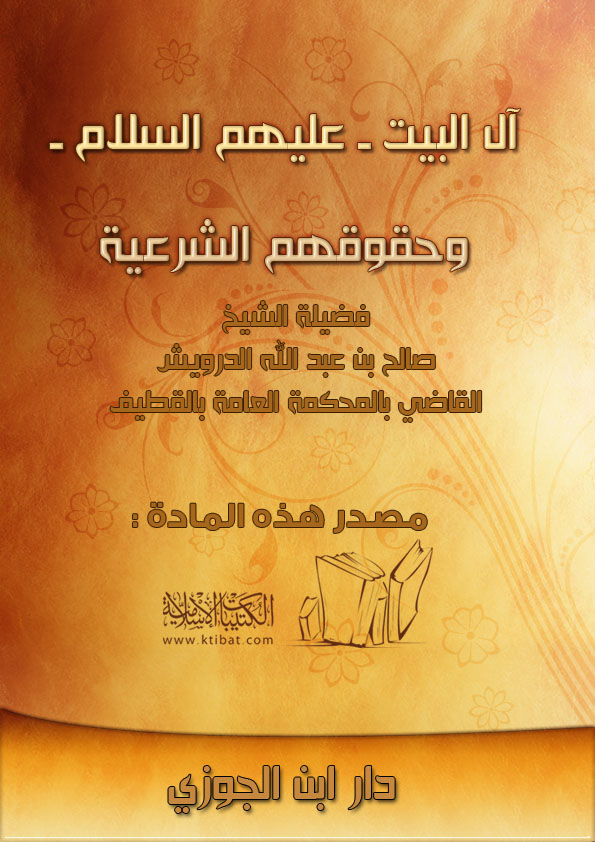 آل البيت ـ عليهم السلام ـ
وحقوقهم الشرعية
فضيلة الشيخ
صالح بن عبد الله الدرويش
القاضي بالمحكمة العامة بالقطيف
مصدر هذه المادة :
الكتيبات الإسلامية
www.ktibat.com
دار ابن الجوزي